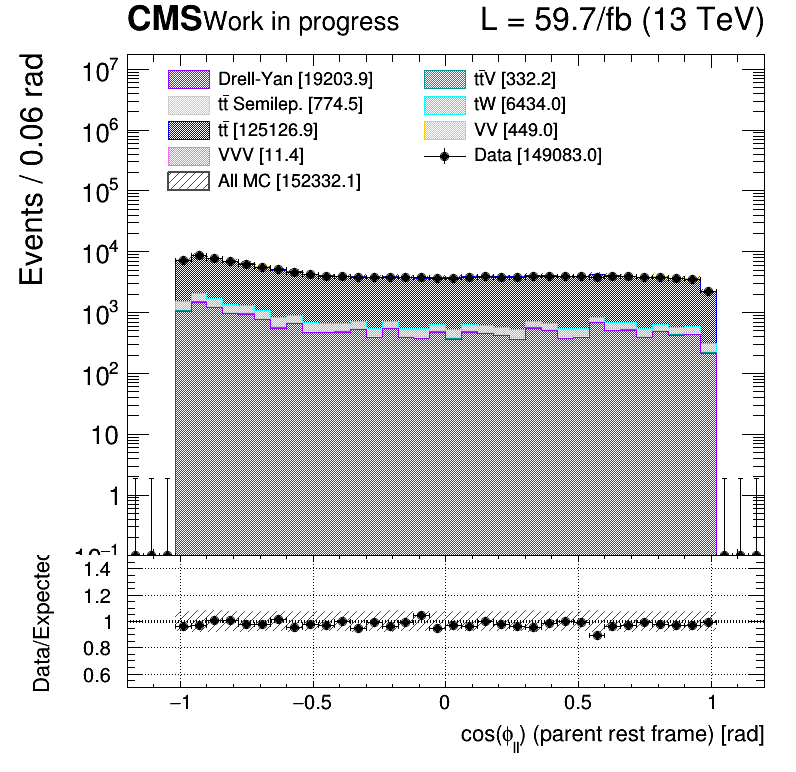 CMS Work in progress L = 59.7/fb (13 TeV)
Events / 0.06 rad
Drell-Yan [19203.9]
tt̄ Semilep. [774.5]
tt̄ [125126.9]
VVV [11.4]
All MC [152332.1]
tt̄V [332.2]
tW [6434.0]
VV [449.0]
Data [149083.0]
10⁷
10⁶
10⁵
10⁴
10³
10²
10
1
10⁻¹
Data/Expected
1.4
1.2
1
0.8
0.6
−1 −0.5 0 0.5 1
cos(ϕ_ll) (parent rest frame) [rad]